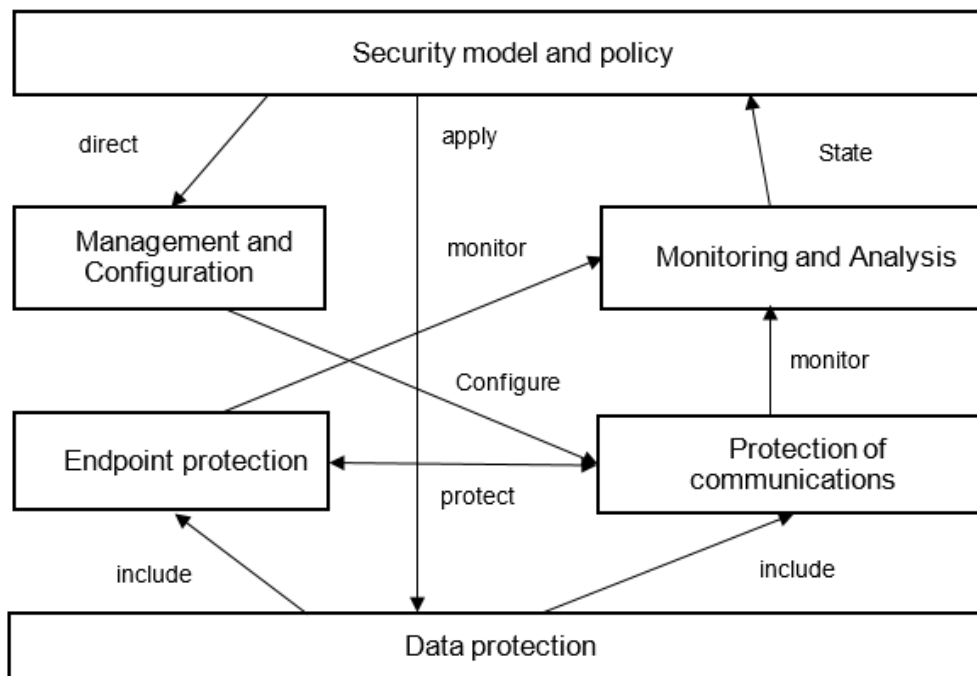 Security model and policy
direct
apply
State
Management and
Configuration
monitor
Monitoring and Analysis
monitor
Configure
Endpoint protection
Protection of
communications
protect
include
include
Data protection